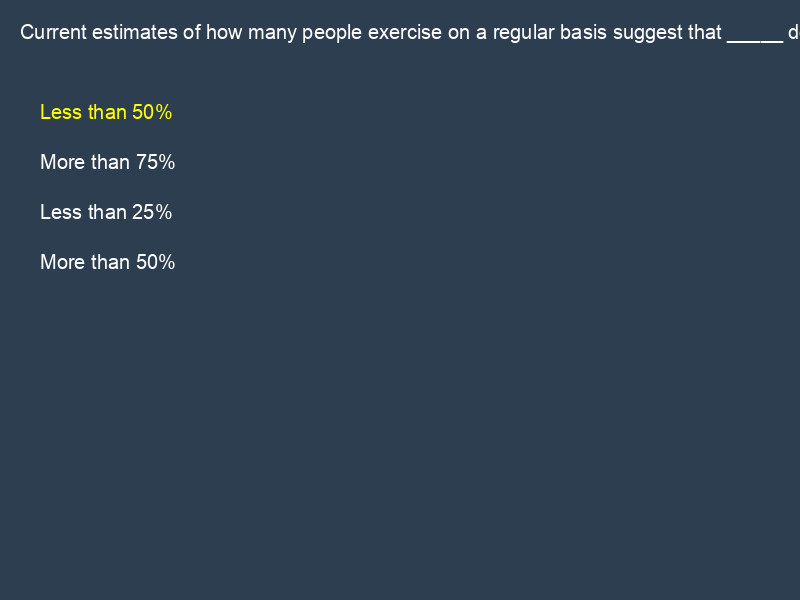 Current estimates of how many people exercise on a regular basis suggest that _____
Less than 50%
More than 75%
Less than 25%
More than 50%